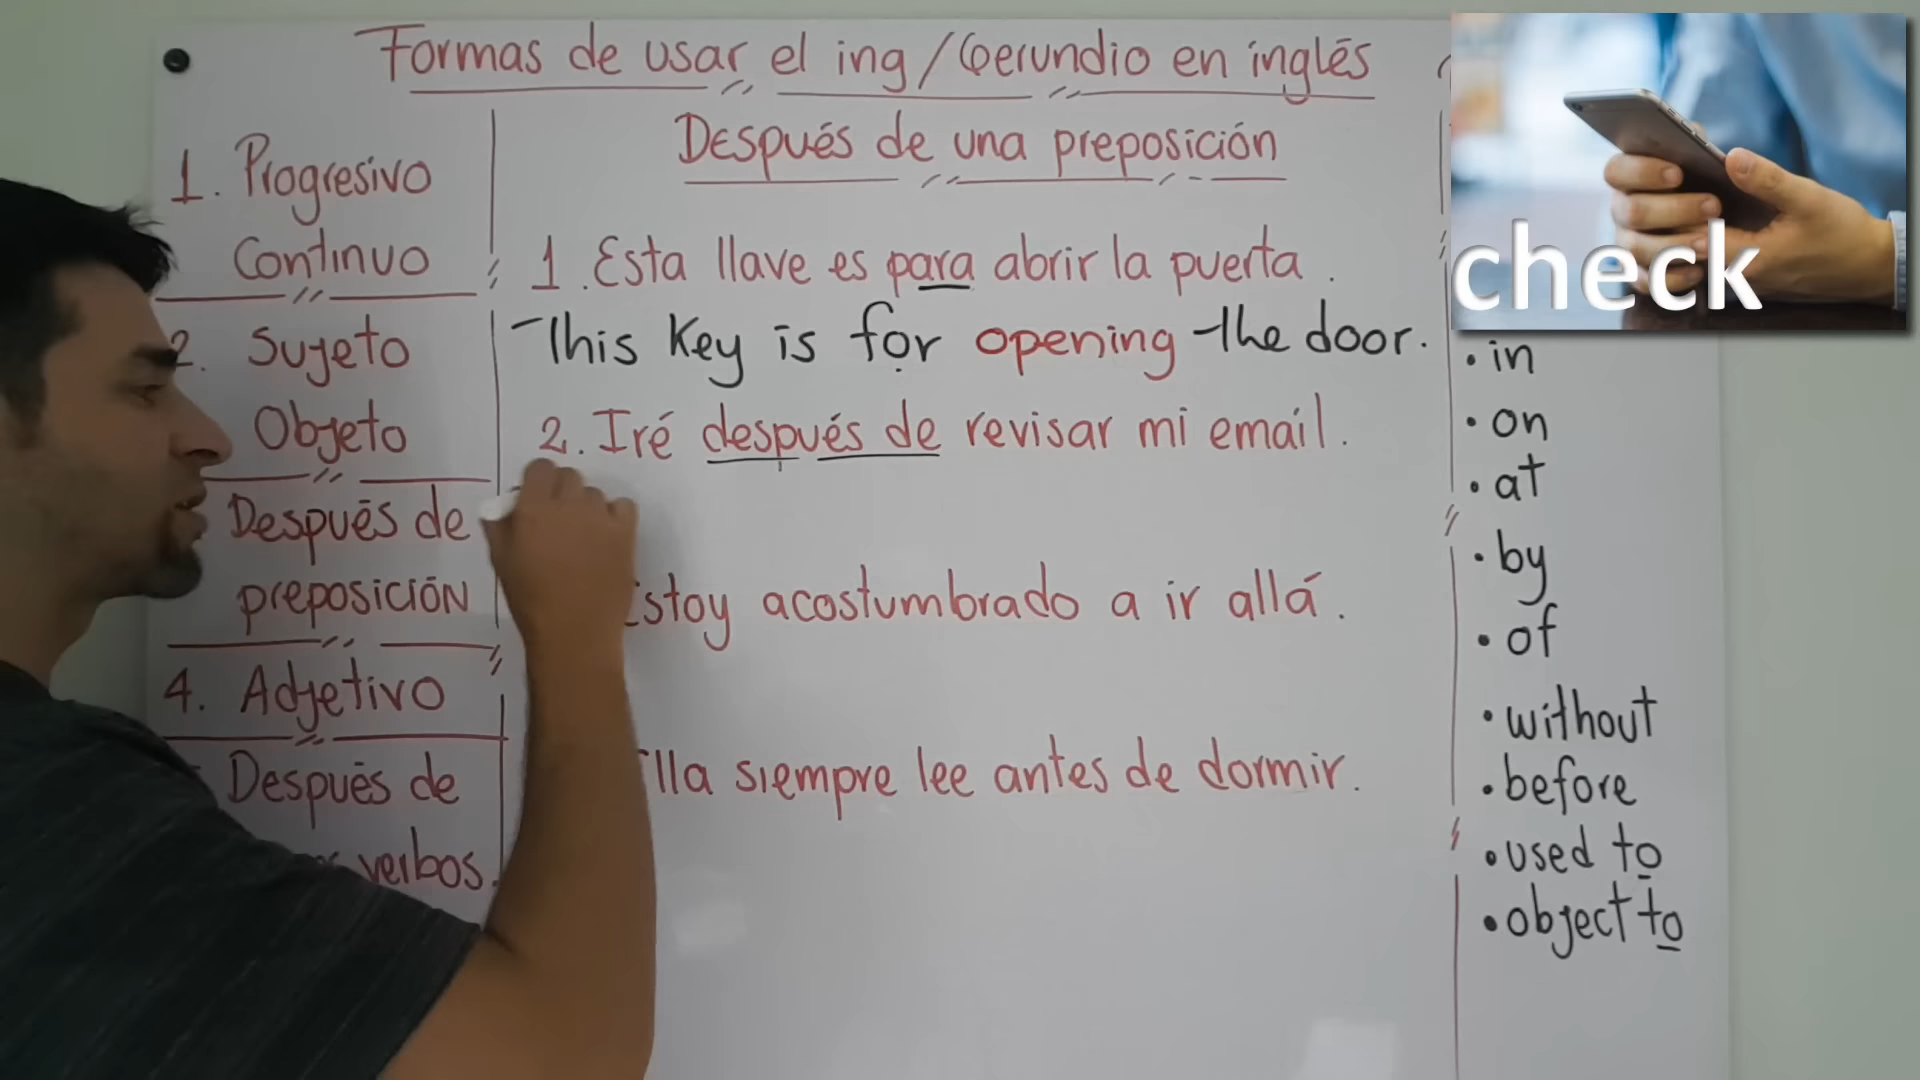 Formas de usar el ing / Gerundio en inglés
1. Progresivo
Continuo
2. Sujeto
Objeto
Después de
preposición
4. Adjetivo
Después de
verbos.
Después de una preposición
1. Esta llave es para abrir la puerta.
This Key is for opening the door.
2. Iré después de revisar mi email.
Estoy acostumbrado a ir allá.
Ella siempre lee antes de dormir.
check
• in
• on
• at
• by
• of
• without
• before
• used to
• object to